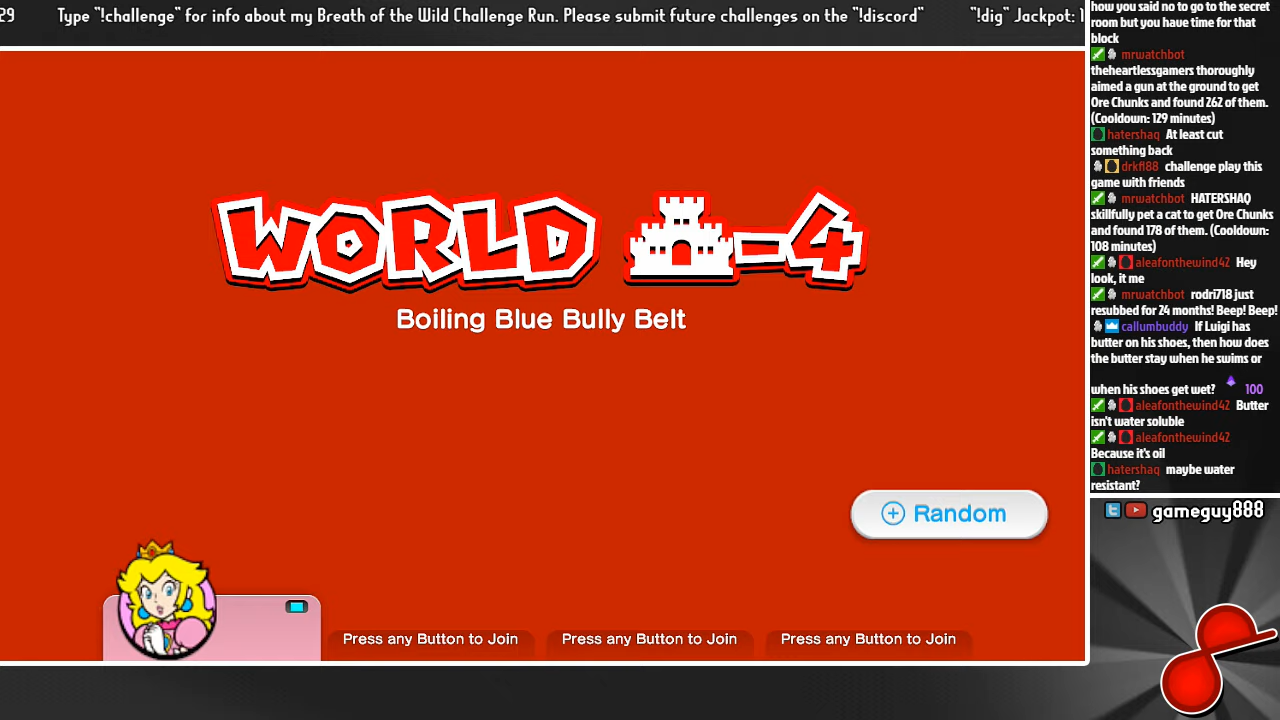 29 Type "!challenge" for info about my Breath of the Wild Challenge Run. Please submit future challenges on the "!discord" "!dig" Jackpot: 1
WORLD -4
Boiling Blue Bully Belt
Random
Press any Button to Join
Press any Button to Join
Press any Button to Join
how you said no to go to the secret
room but you have time for that
block
mrwatchbot
theheartlessgamers thoroughly
aimed a gun at the ground to get
Ore Chunks and found 262 of them.
(Cooldown: 129 minutes)
hatershaq At least cut
something back
drkfl88 challenge play this
game with friends
mrwatchbot HATERSHAQ
skillfully pet a cat to get Ore Chunks
and found 178 of them. (Cooldown:
108 minutes)
aleafonthewind42 Hey
look, it me
mrwatchbot rodri718 just
resubbed for 24 months! Beep! Beep!
callumbuddy If Luigi has
butter on his shoes, then how does
the butter stay when he swims or
when his shoes get wet? 100
aleafonthewind42 Butter
isn't water soluble
aleafonthewind42
Because it's oil
hatershaq maybe water
resistant?
gameguy888